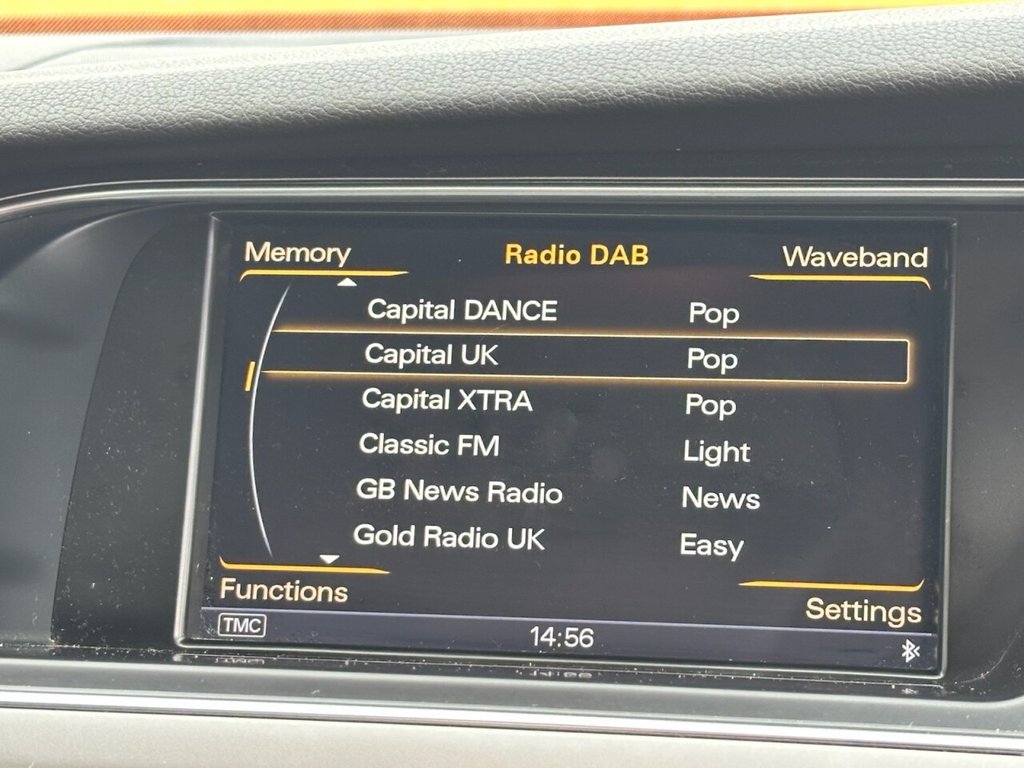 Memory Radio DAB Waveband
Capital DANCE Pop
Capital UK Pop
Capital XTRA Pop
Classic FM Light
GB News Radio News
Gold Radio UK Easy
Functions Settings
TMC 14:56